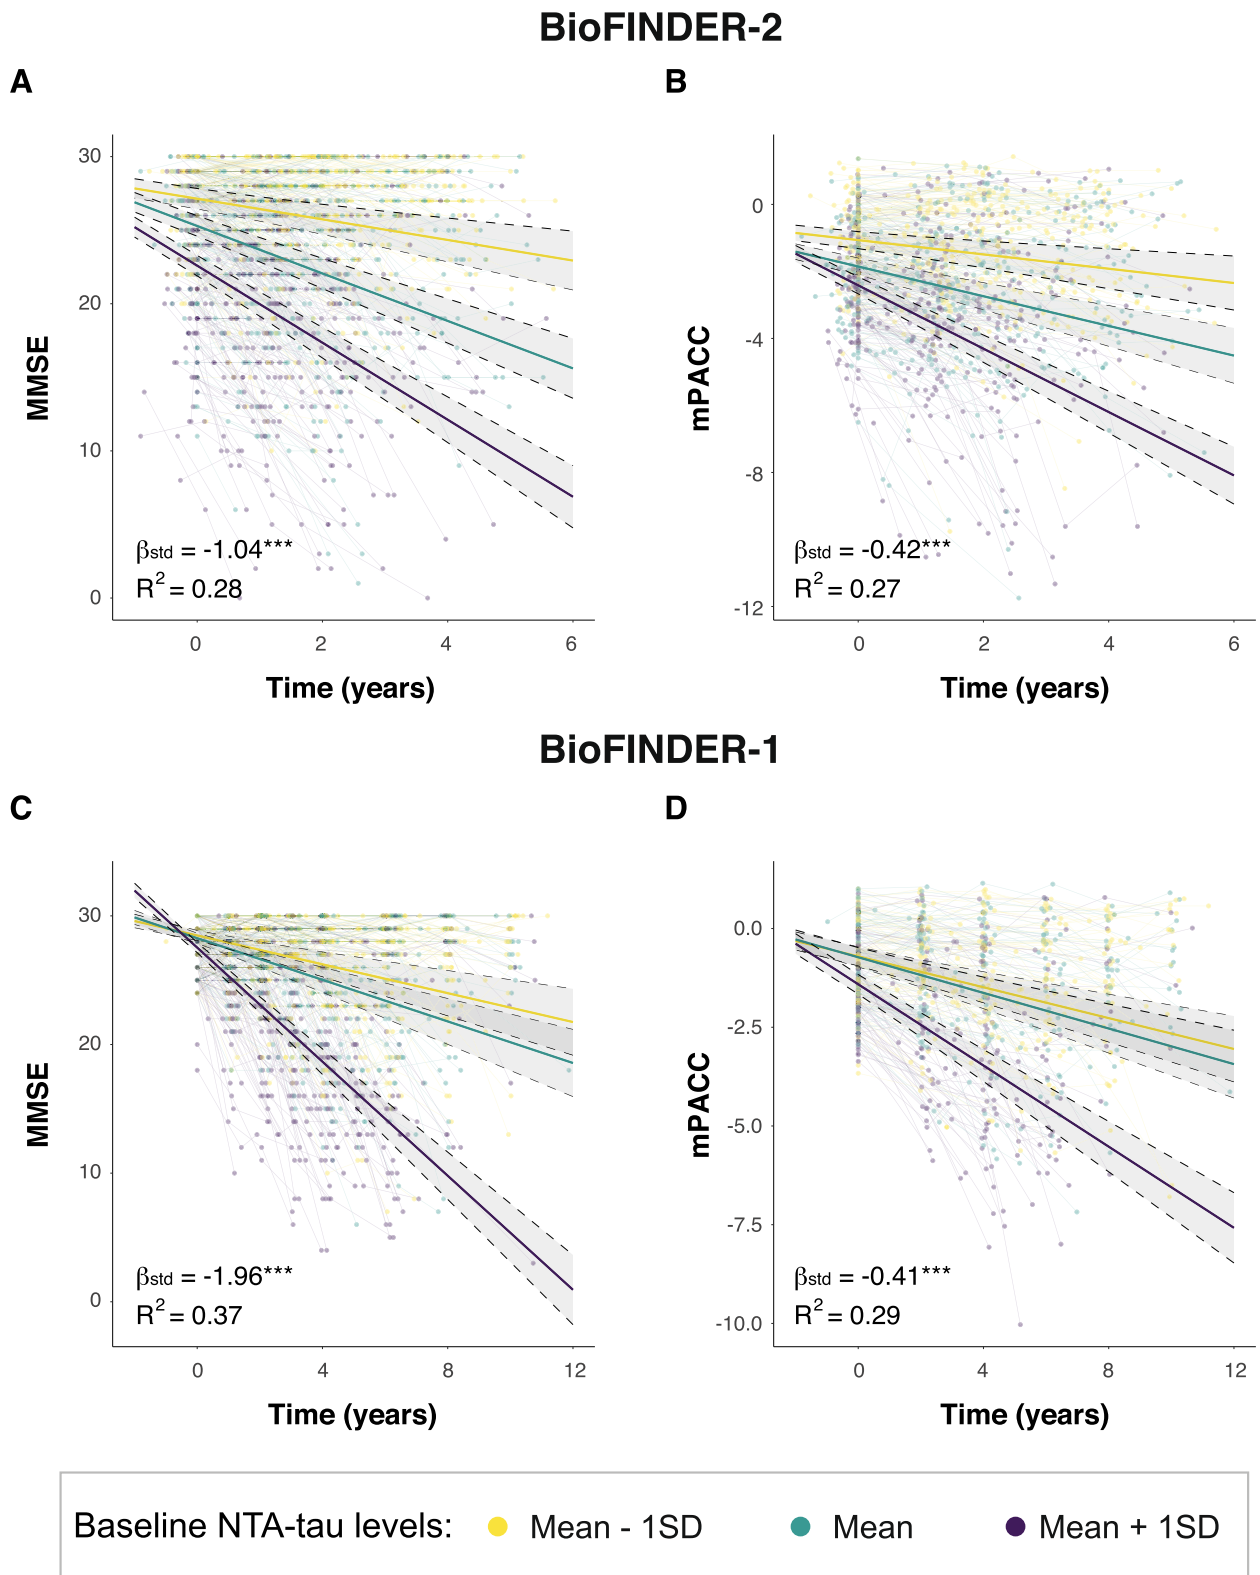 BioFINDER-2
A
B
30
20
10
0
MMSE
βstd = -1.04***
R² = 0.28
0 2 4 6
Time (years)
0
-4
-8
-12
mPACC
βstd = -0.42***
R² = 0.27
0 2 4 6
Time (years)
BioFINDER-1
C
D
30
20
10
0
MMSE
βstd = -1.96***
R² = 0.37
0 4 8 12
Time (years)
0.0
-2.5
-5.0
-7.5
-10.0
mPACC
βstd = -0.41***
R² = 0.29
0 4 8 12
Time (years)
Baseline NTA-tau levels: Mean - 1SD Mean Mean + 1SD